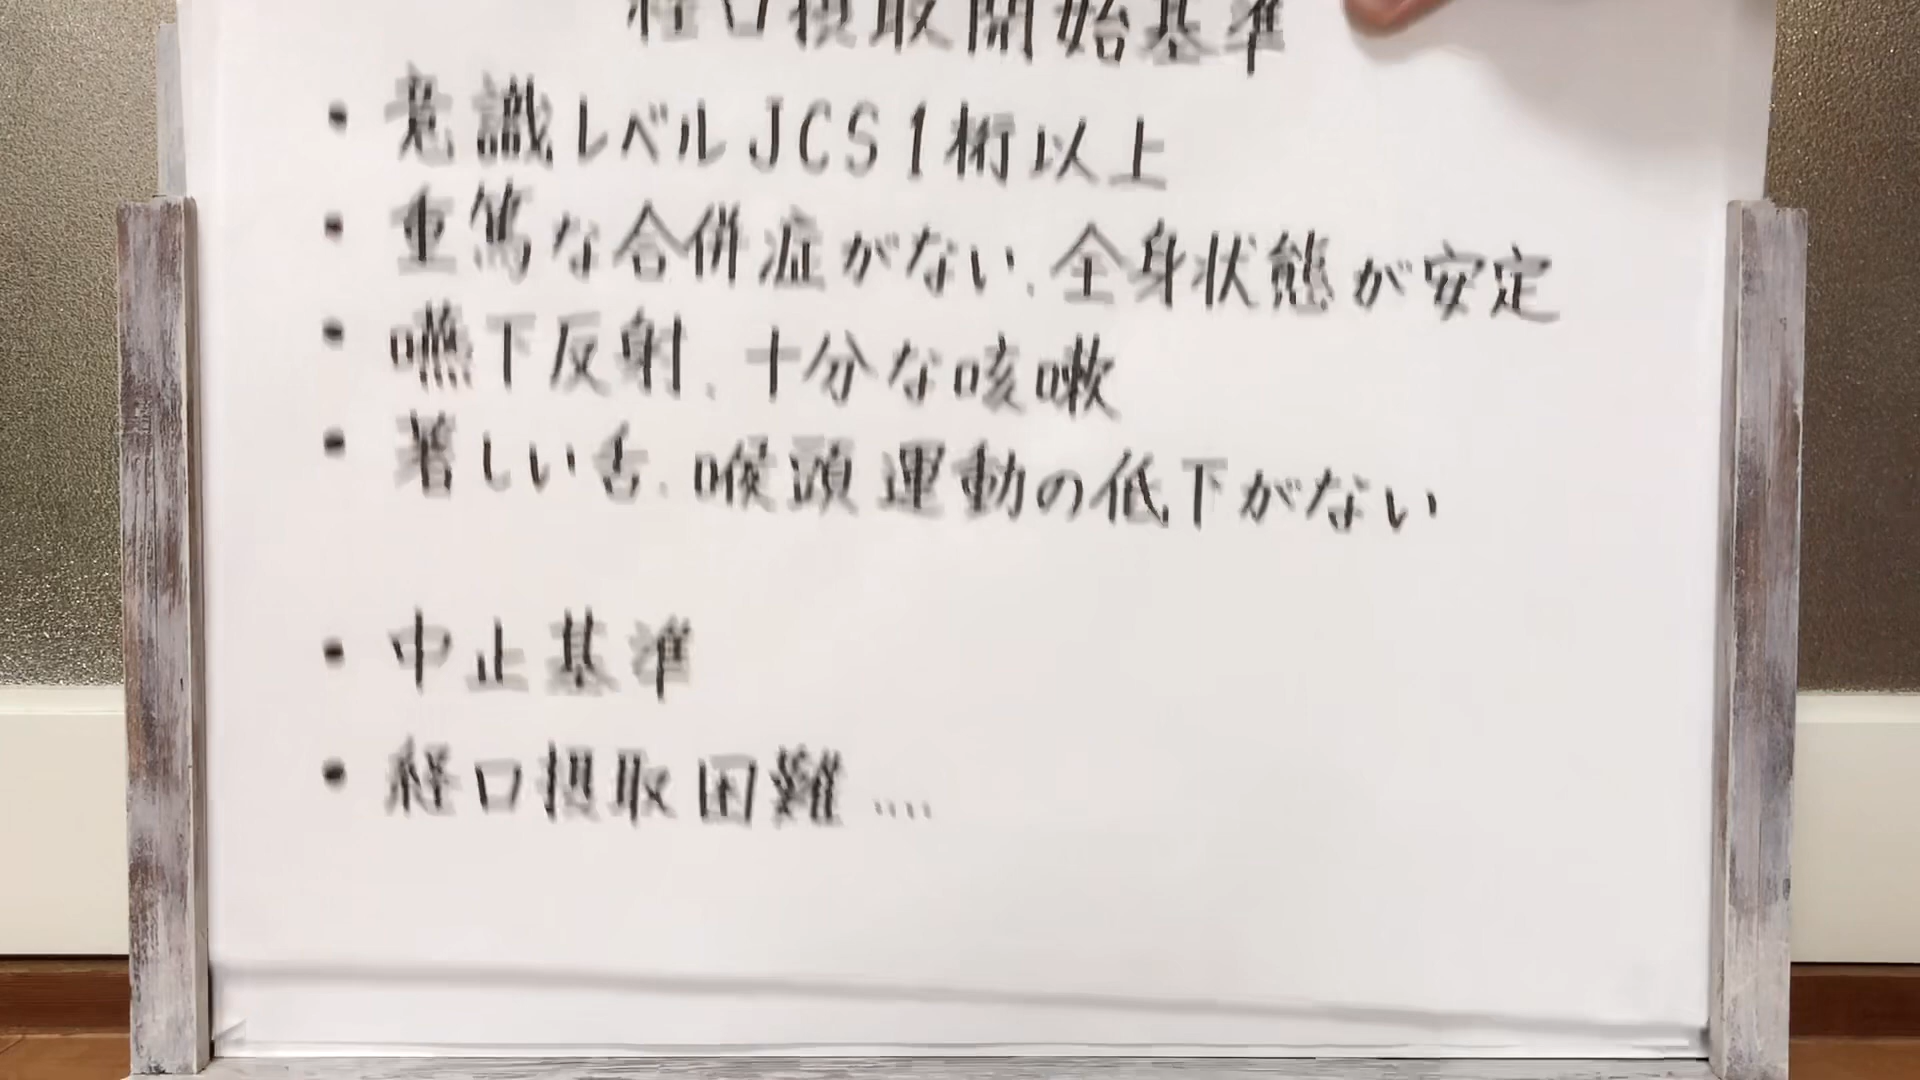 経口摂取開始基準
・意識レベルJCS1桁以上
・重篤な合併症がない、全身状態が安定
・嚥下反射、十分な咳嗽
・著しい舌、喉頭運動の低下がない
・中止基準
・経口摂取困難....